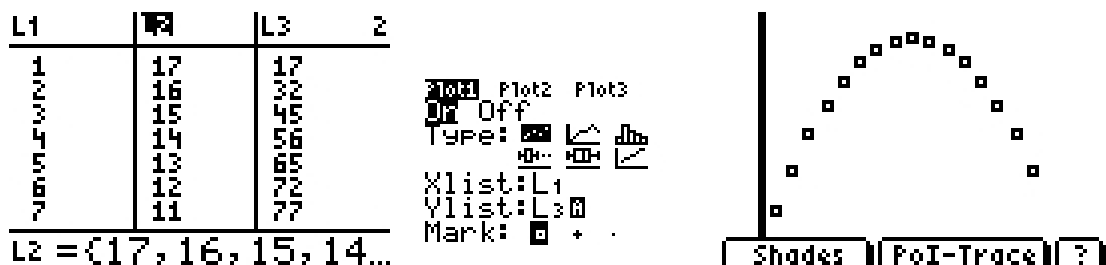 L1 L2 L3 2
1 17 17
2 16 32
3 15 45
4 14 56
5 13 65
6 12 72
7 11 77
L2 ={17,16,15,14…
Plot1 Plot2 Plot3
On Off
Type:
Xlist:L1
Ylist:L3
Mark:
Shades PoI-Trace ?